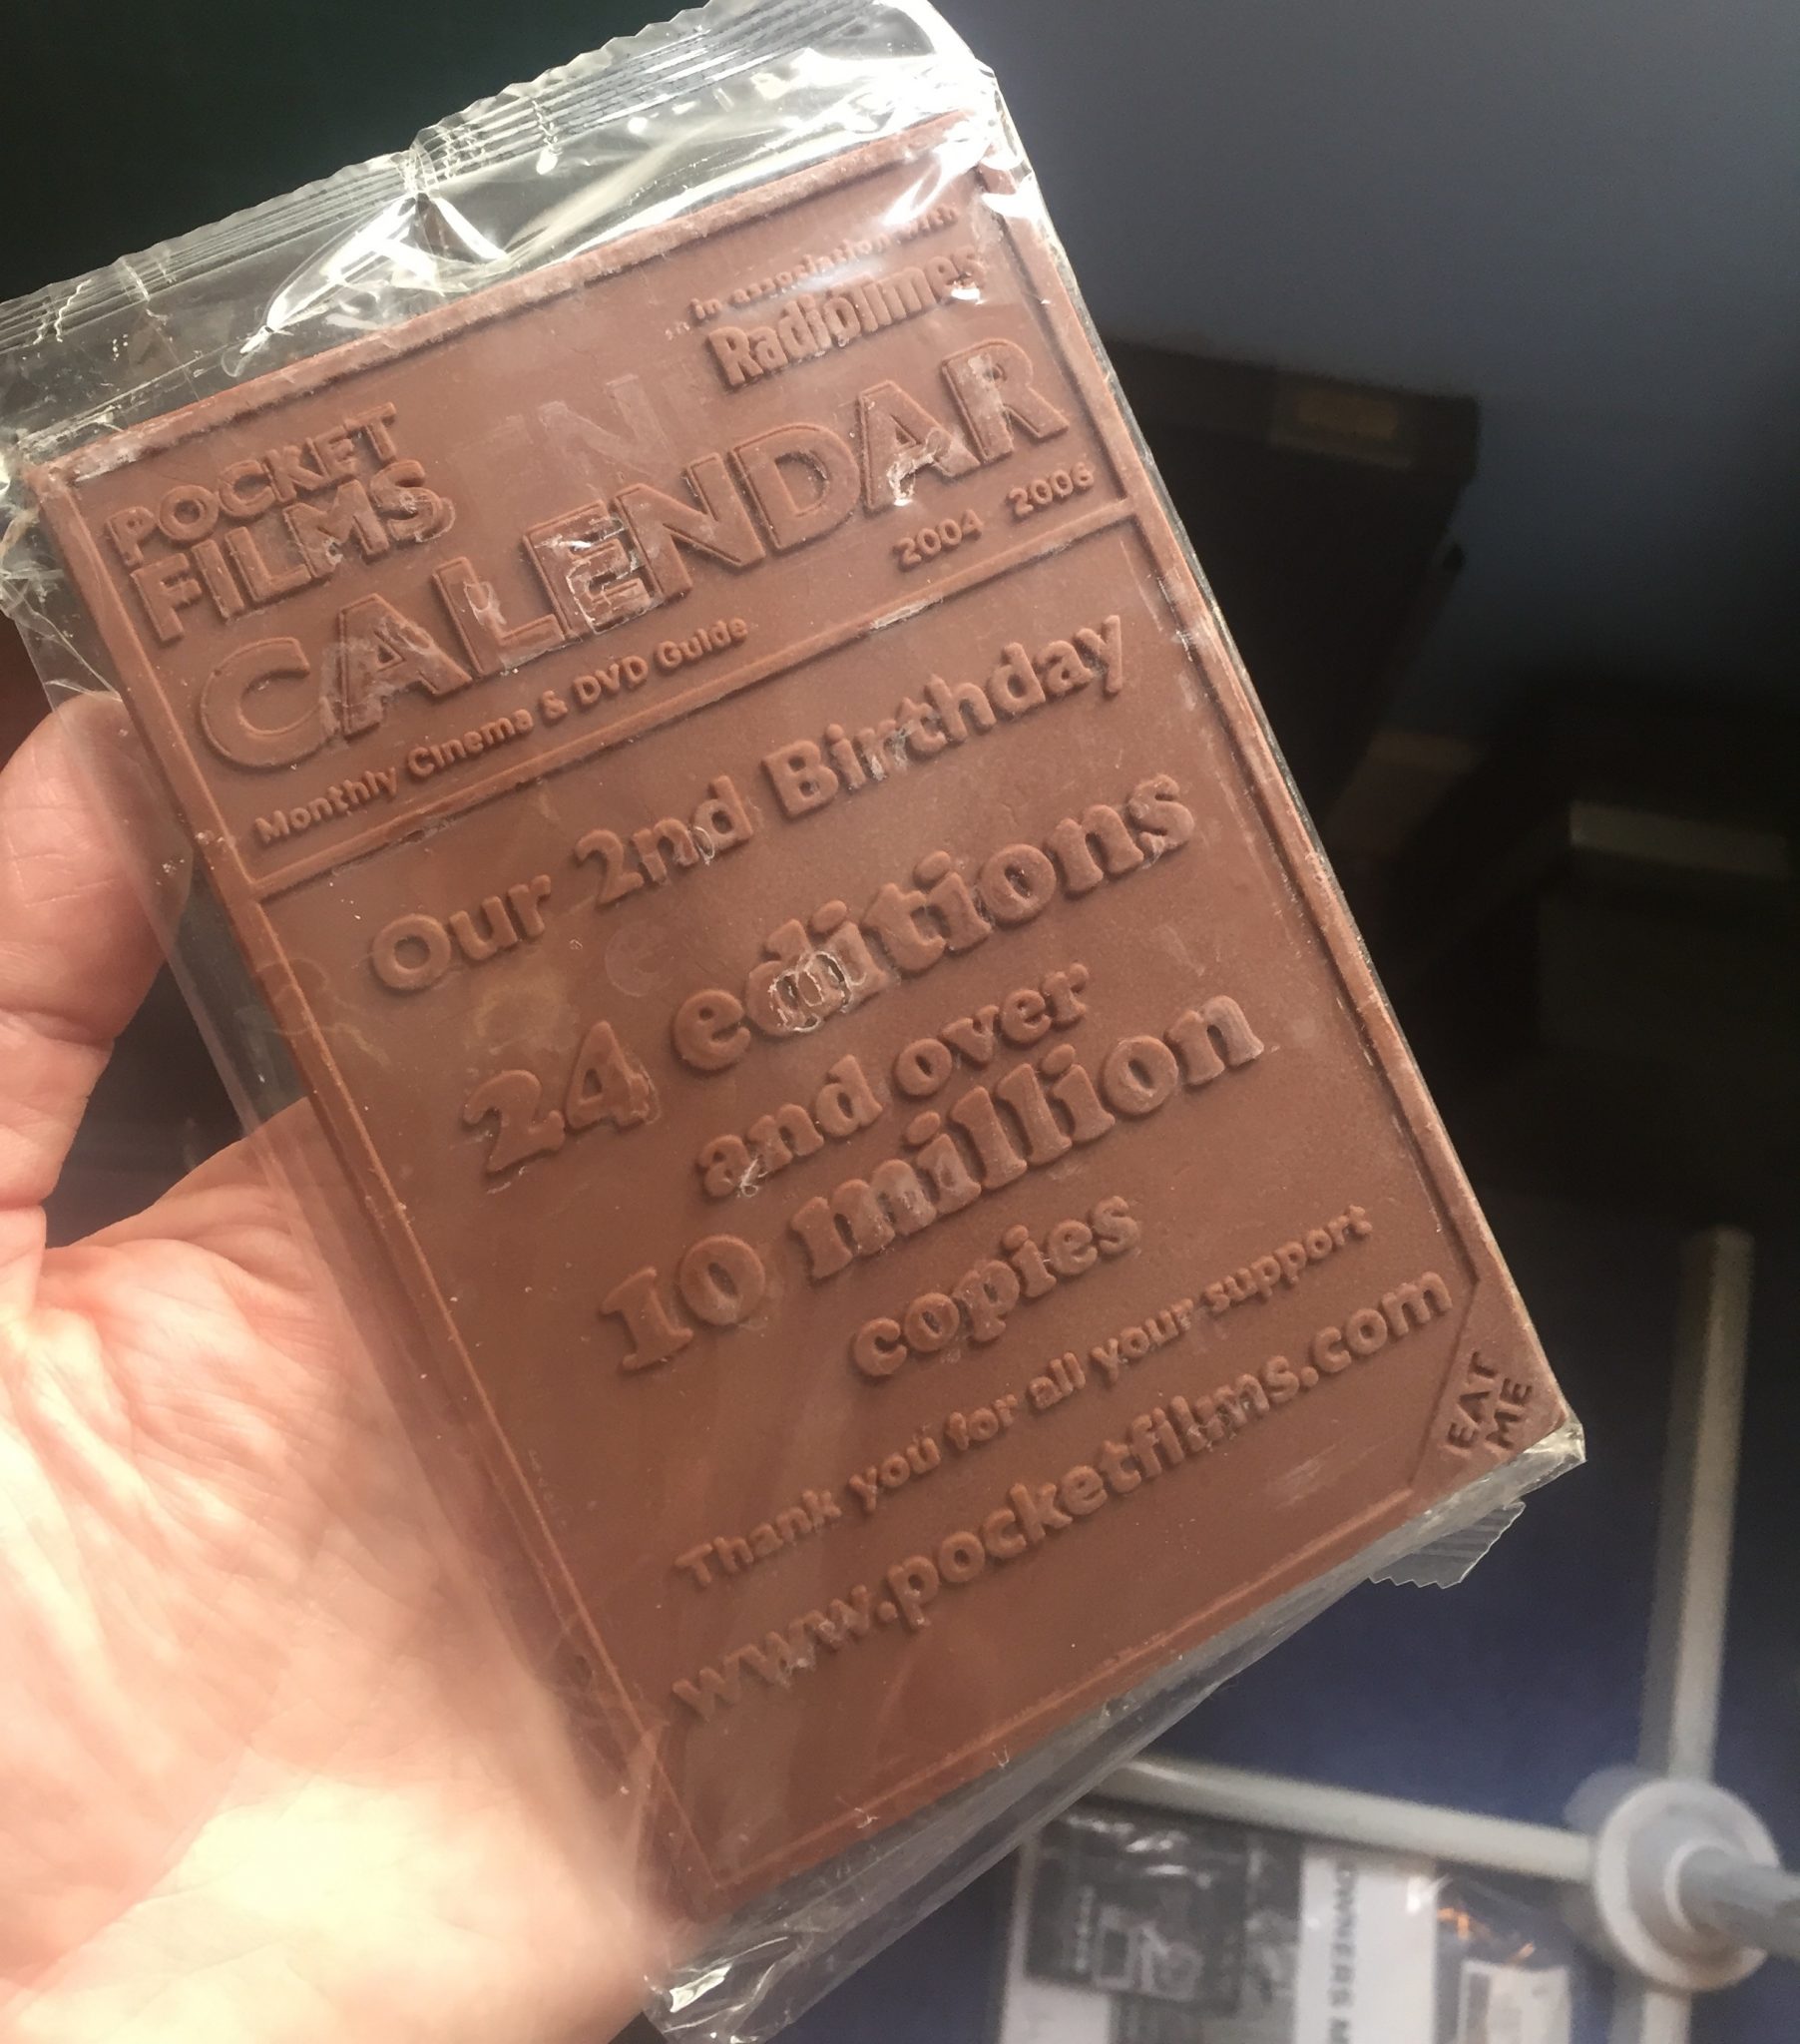 ... in association with
RadioTimes
POCKET
FILMS
CALENDAR
2004 2006
Monthly Cinema & DVD Guide
Our 2nd Birthday
24 editions
and over
10 million
copies
Thank you for all your support
www.pocketfilms.com
EAT
ME
OWNERS M